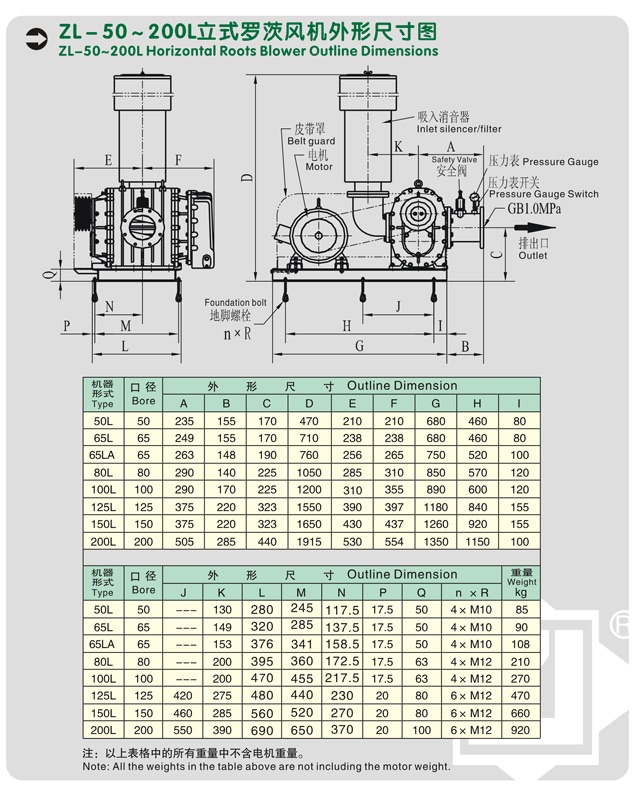 ZL-50~200L立式罗茨风机外形尺寸图
ZL-50~200L Horizontal Roots Blower Outline Dimensions
吸入消音器
Inlet silencer/filter
皮带罩
Belt guard
电机
Motor
E F D K A
Safety Valve
安全阀
压力表 Pressure Gauge
压力表开关
Pressure Gauge Switch
GB1.0MPa
排出口
Outlet
C
Q
N
P M
L
Foundation bolt
地脚螺栓
n×R
J
H I
G B
机器形式 Type 口径 Bore 外形尺寸 Outline Dimension
A B C D E F G H I
50L 50 235 155 170 470 210 210 680 460 80
65L 65 249 155 170 710 238 238 680 460 80
65LA 65 263 148 190 760 256 265 750 520 100
80L 80 290 140 225 1050 285 310 850 570 120
100L 100 290 170 225 1200 310 355 890 600 120
125L 125 375 220 323 1550 390 397 1180 840 155
150L 150 375 220 323 1650 430 437 1260 920 155
200L 200 505 285 440 1915 530 554 1350 1150 100
机器形式 Type 口径 Bore 外形尺寸 Outline Dimension 重量 Weight kg
J K L M N P Q n×R
50L 50 --- 130 280 245 117.5 17.5 50 4×M10 85
65L 65 --- 149 320 285 137.5 17.5 50 4×M10 90
65LA 65 --- 153 376 341 158.5 17.5 50 4×M10 108
80L 80 --- 200 395 360 172.5 17.5 63 4×M12 210
100L 100 --- 200 470 455 217.5 17.5 63 4×M12 270
125L 125 420 275 480 440 230 20 80 6×M12 470
150L 150 460 285 560 520 270 20 80 6×M12 660
200L 200 550 390 690 650 370 20 100 6×M12 920
注：以上表格中的所有重量中不含电机重量。
Note: All the weights in the table above are not including the motor weight.
®